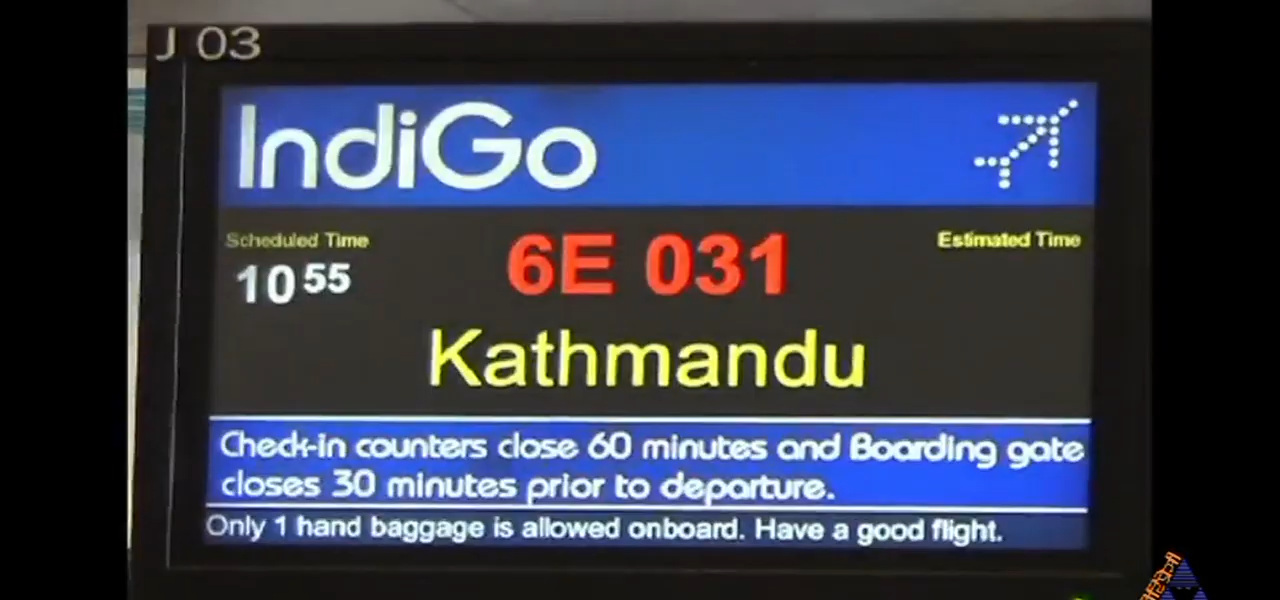 J 03
IndiGo
Scheduled Time
Estimated Time
10 55
6E 031
Kathmandu
Check-in counters close 60 minutes and Boarding gate
closes 30 minutes prior to departure.
Only 1 hand baggage is allowed onboard. Have a good flight.